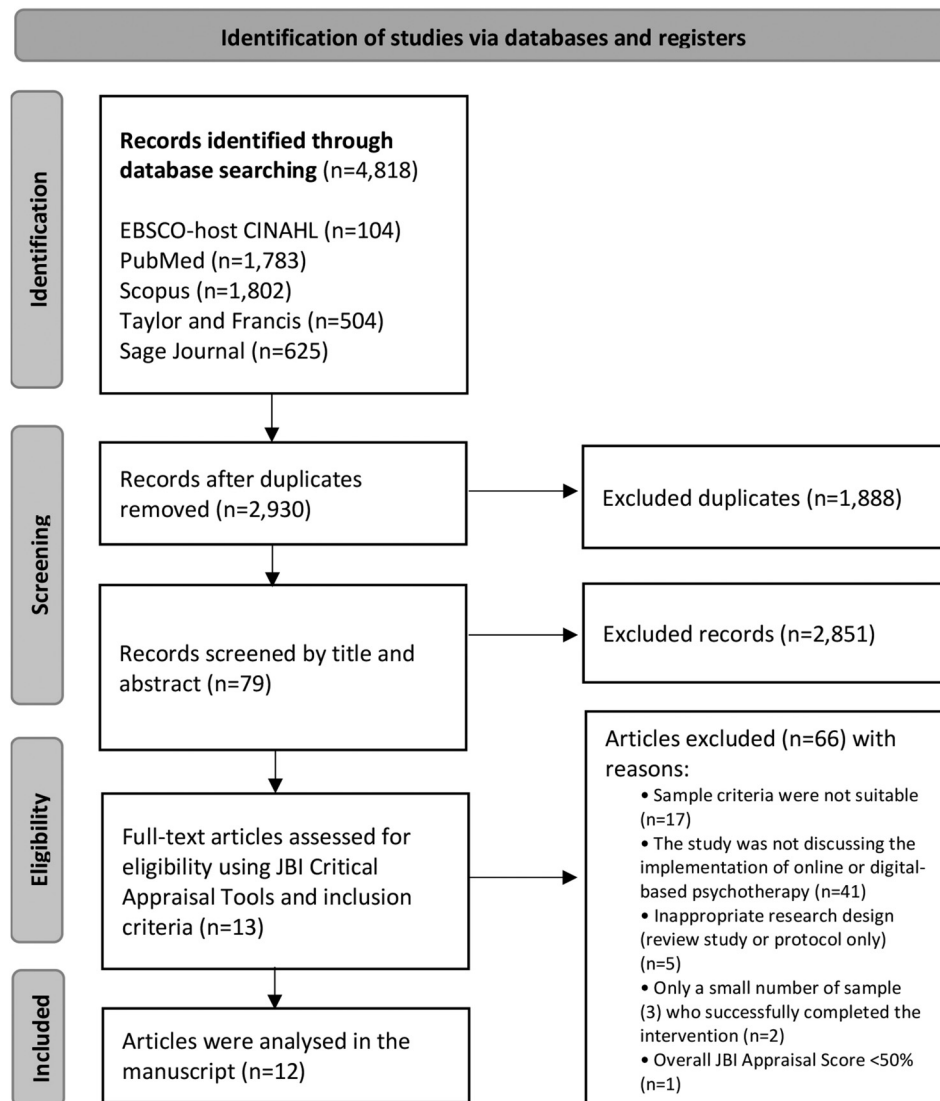 Identification of studies via databases and registers
Identification
Records identified through
database searching (n=4,818)
EBSCO-host CINAHL (n=104)
PubMed (n=1,783)
Scopus (n=1,802)
Taylor and Francis (n=504)
Sage Journal (n=625)
Screening
Records after duplicates
removed (n=2,930)
Excluded duplicates (n=1,888)
Records screened by title and
abstract (n=79)
Excluded records (n=2,851)
Eligibility
Full-text articles assessed for
eligibility using JBI Critical
Appraisal Tools and inclusion
criteria (n=13)
Articles excluded (n=66) with
reasons:
• Sample criteria were not suitable
(n=17)
• The study was not discussing the
implementation of online or digital-
based psychotherapy (n=41)
• Inappropriate research design
(review study or protocol only)
(n=5)
• Only a small number of sample
(3) who successfully completed the
intervention (n=2)
• Overall JBI Appraisal Score <50%
(n=1)
Included
Articles were analysed in the
manuscript (n=12)